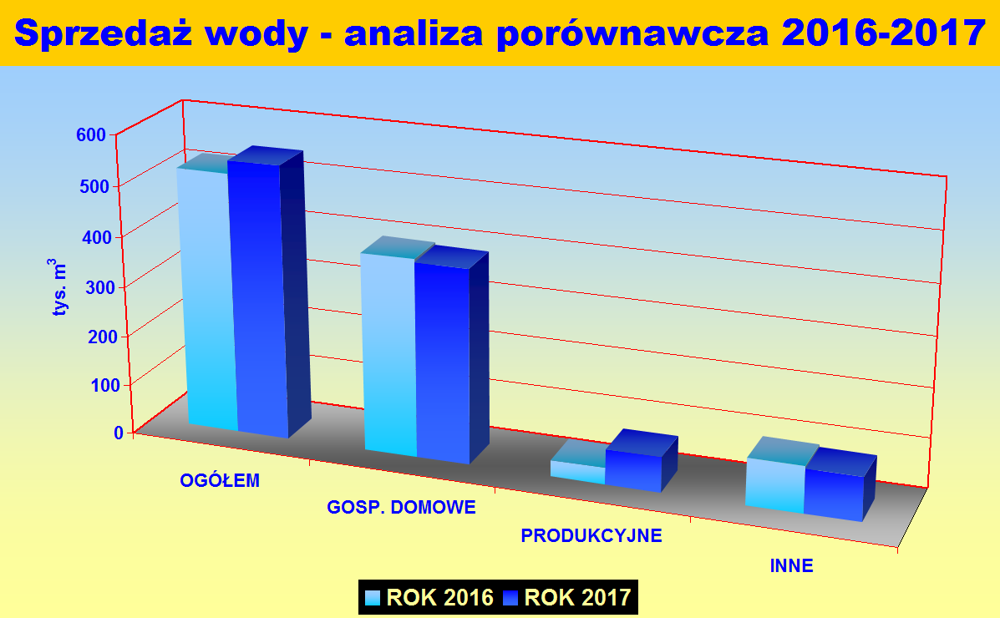 Sprzedaż wody - analiza porównawcza 2016-2017
600
500
400
300
200
100
0
tys. m³
OGÓŁEM
GOSP. DOMOWE
PRODUKCYJNE
INNE
ROK 2016 ROK 2017